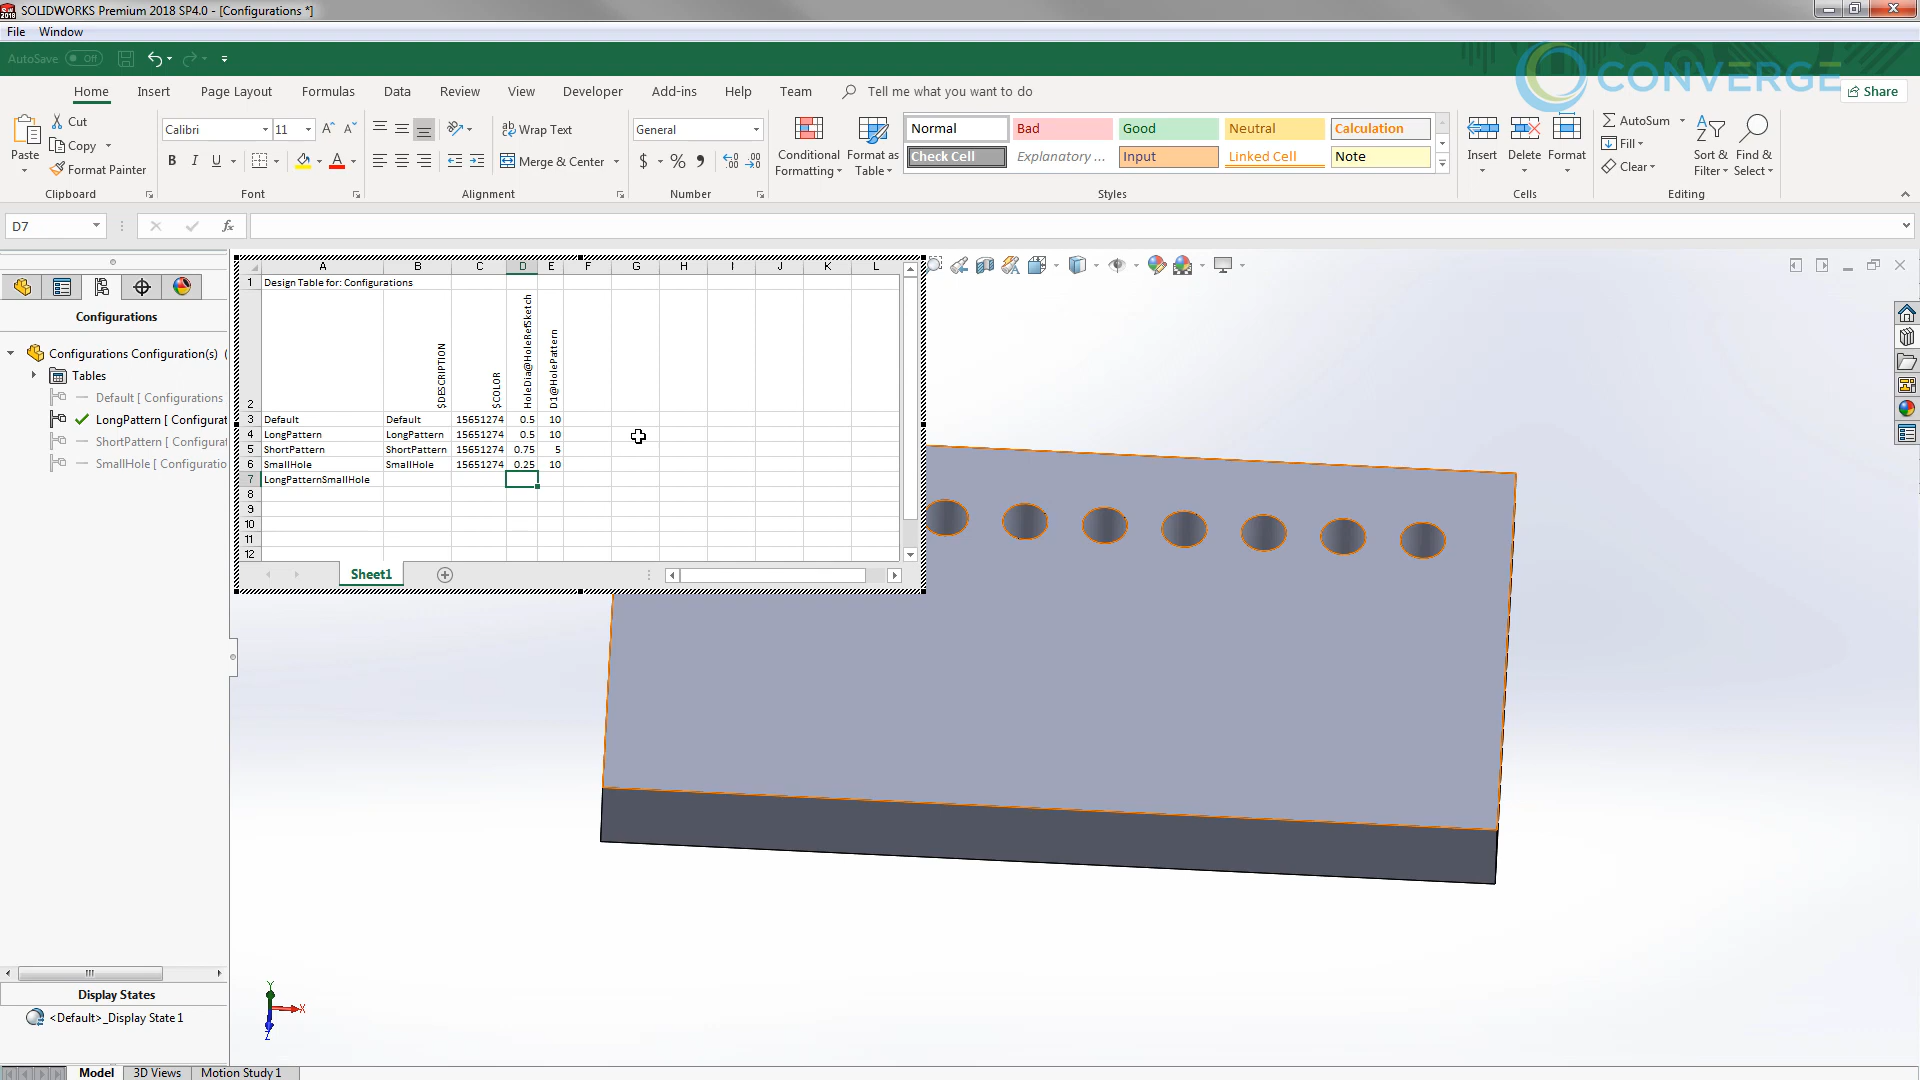 SOLIDWORKS Premium 2018 SP4.0 - [Configurations *]
File Window
AutoSave Off
CONVERGE
Home Insert Page Layout Formulas Data Review View Developer Add-ins Help Team Tell me what you want to do Share
Paste
Cut
Copy
Format Painter
Clipboard
Calibri 11
B I U
Font
Wrap Text
Merge & Center
Alignment
General
$ % ,
Number
Conditional Formatting
Format as Table
Normal Bad Good Neutral Calculation
Check Cell Explanatory ... Input Linked Cell Note
Styles
Insert Delete Format
Cells
AutoSum
Fill
Clear
Sort & Filter
Find & Select
Editing
D7 fx
Configurations
Configurations Configuration(s) (
Tables
Default [ Configurations
LongPattern [ Configurat
ShortPattern [ Configurat
SmallHole [ Configuratio
A B C D E F G H I J K L
1 Design Table for: Configurations
2 $DESCRIPTION $COLOR HoleDia@HoleRefSketch D1@HolePattern
3 Default Default 15651274 0.5 10
4 LongPattern LongPattern 15651274 0.5 10
5 ShortPattern ShortPattern 15651274 0.75 5
6 SmallHole SmallHole 15651274 0.25 10
7 LongPatternSmallHole
8
9
10
11
12
Sheet1
Display States
<Default>_Display State 1
Y
X
Z
Model 3D Views Motion Study 1